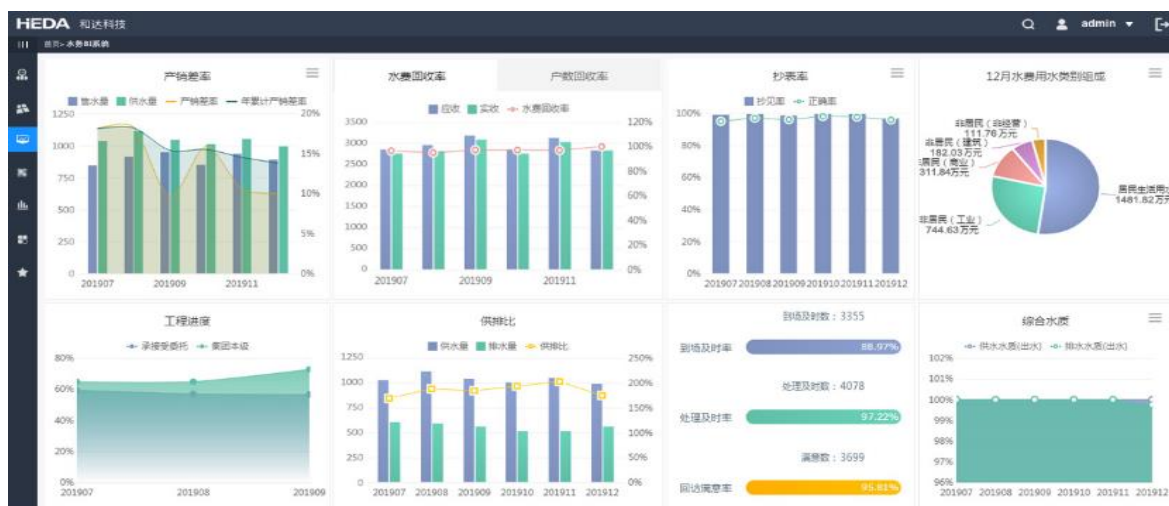 HEDA 和达科技
admin
首页> 水务BI系统
产销差率
售水量 供水量 产销差率 年累计产销差率
1250
1000
750
500
250
0
20%
15%
10%
5%
0%
201907 201909 201911
水费回收率 户数回收率
应收 实收 水费回收率
3500
3000
2500
2000
1500
1000
500
0
120%
100%
80%
60%
40%
20%
0%
201907 201909 201911
抄表率
抄见率 正确率
100%
80%
60%
40%
20%
0%
201907 201908 201909 201910 201911 201912
12月水费用水类别组成
非居民（非经营）
111.76 万元
非居民（建筑）
182.03 万元
非居民（商业）
311.84万元
非居民（工业）
744.63 万元
居民生活用水
1481.82 万元
工程进度
承接受委托 集团本级
80%
60%
40%
20%
0%
201907 201908 201909
供排比
供水量 排水量 供排比
1250
1000
750
500
250
0
250%
200%
150%
100%
50%
0%
201907 201908 201909 201910 201911 201912
到场及时数：3355
到场及时率 88.97%
处理及时数：4078
处理及时率 97.22%
满意数：3699
回访满意率 95.81%
综合水质
供水水质(出水) 排水水质(出水)
102%
101%
100%
99%
98%
97%
96%
201907 201908 201909 201910 201911 201912